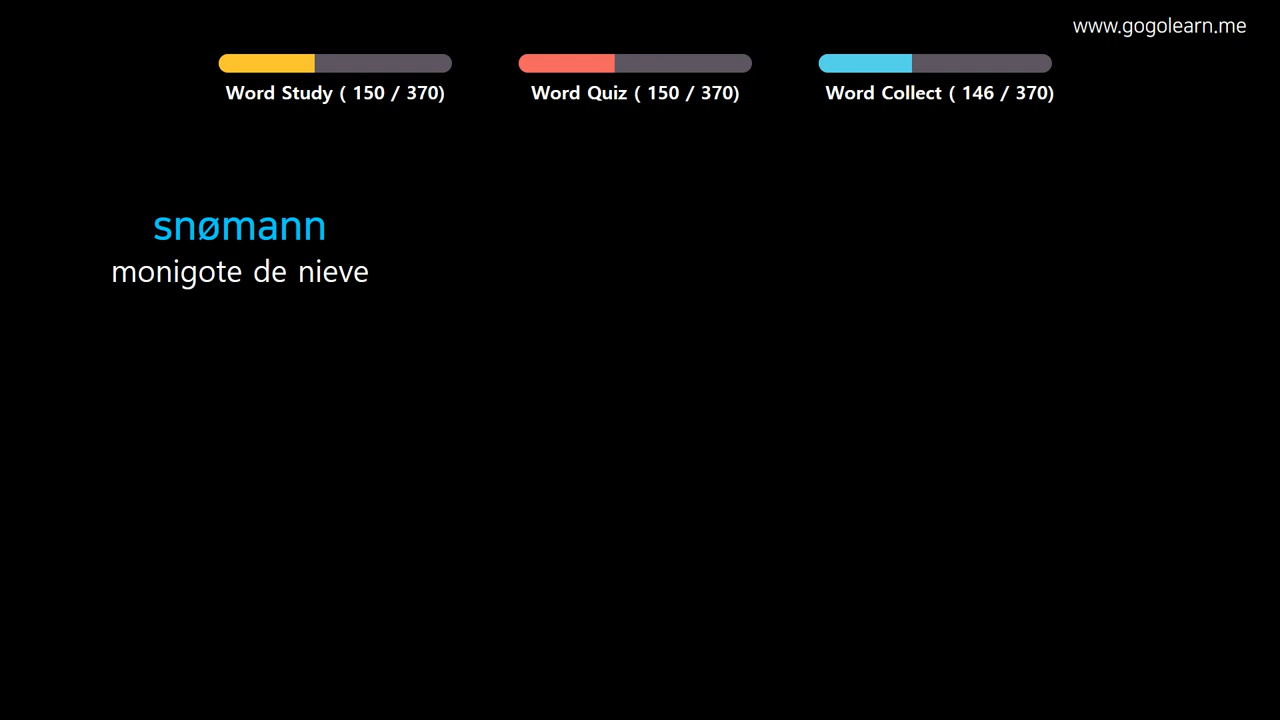 www.gogolearn.me
Word Study ( 150 / 370)
Word Quiz ( 150 / 370)
Word Collect ( 146 / 370)
snømann
monigote de nieve